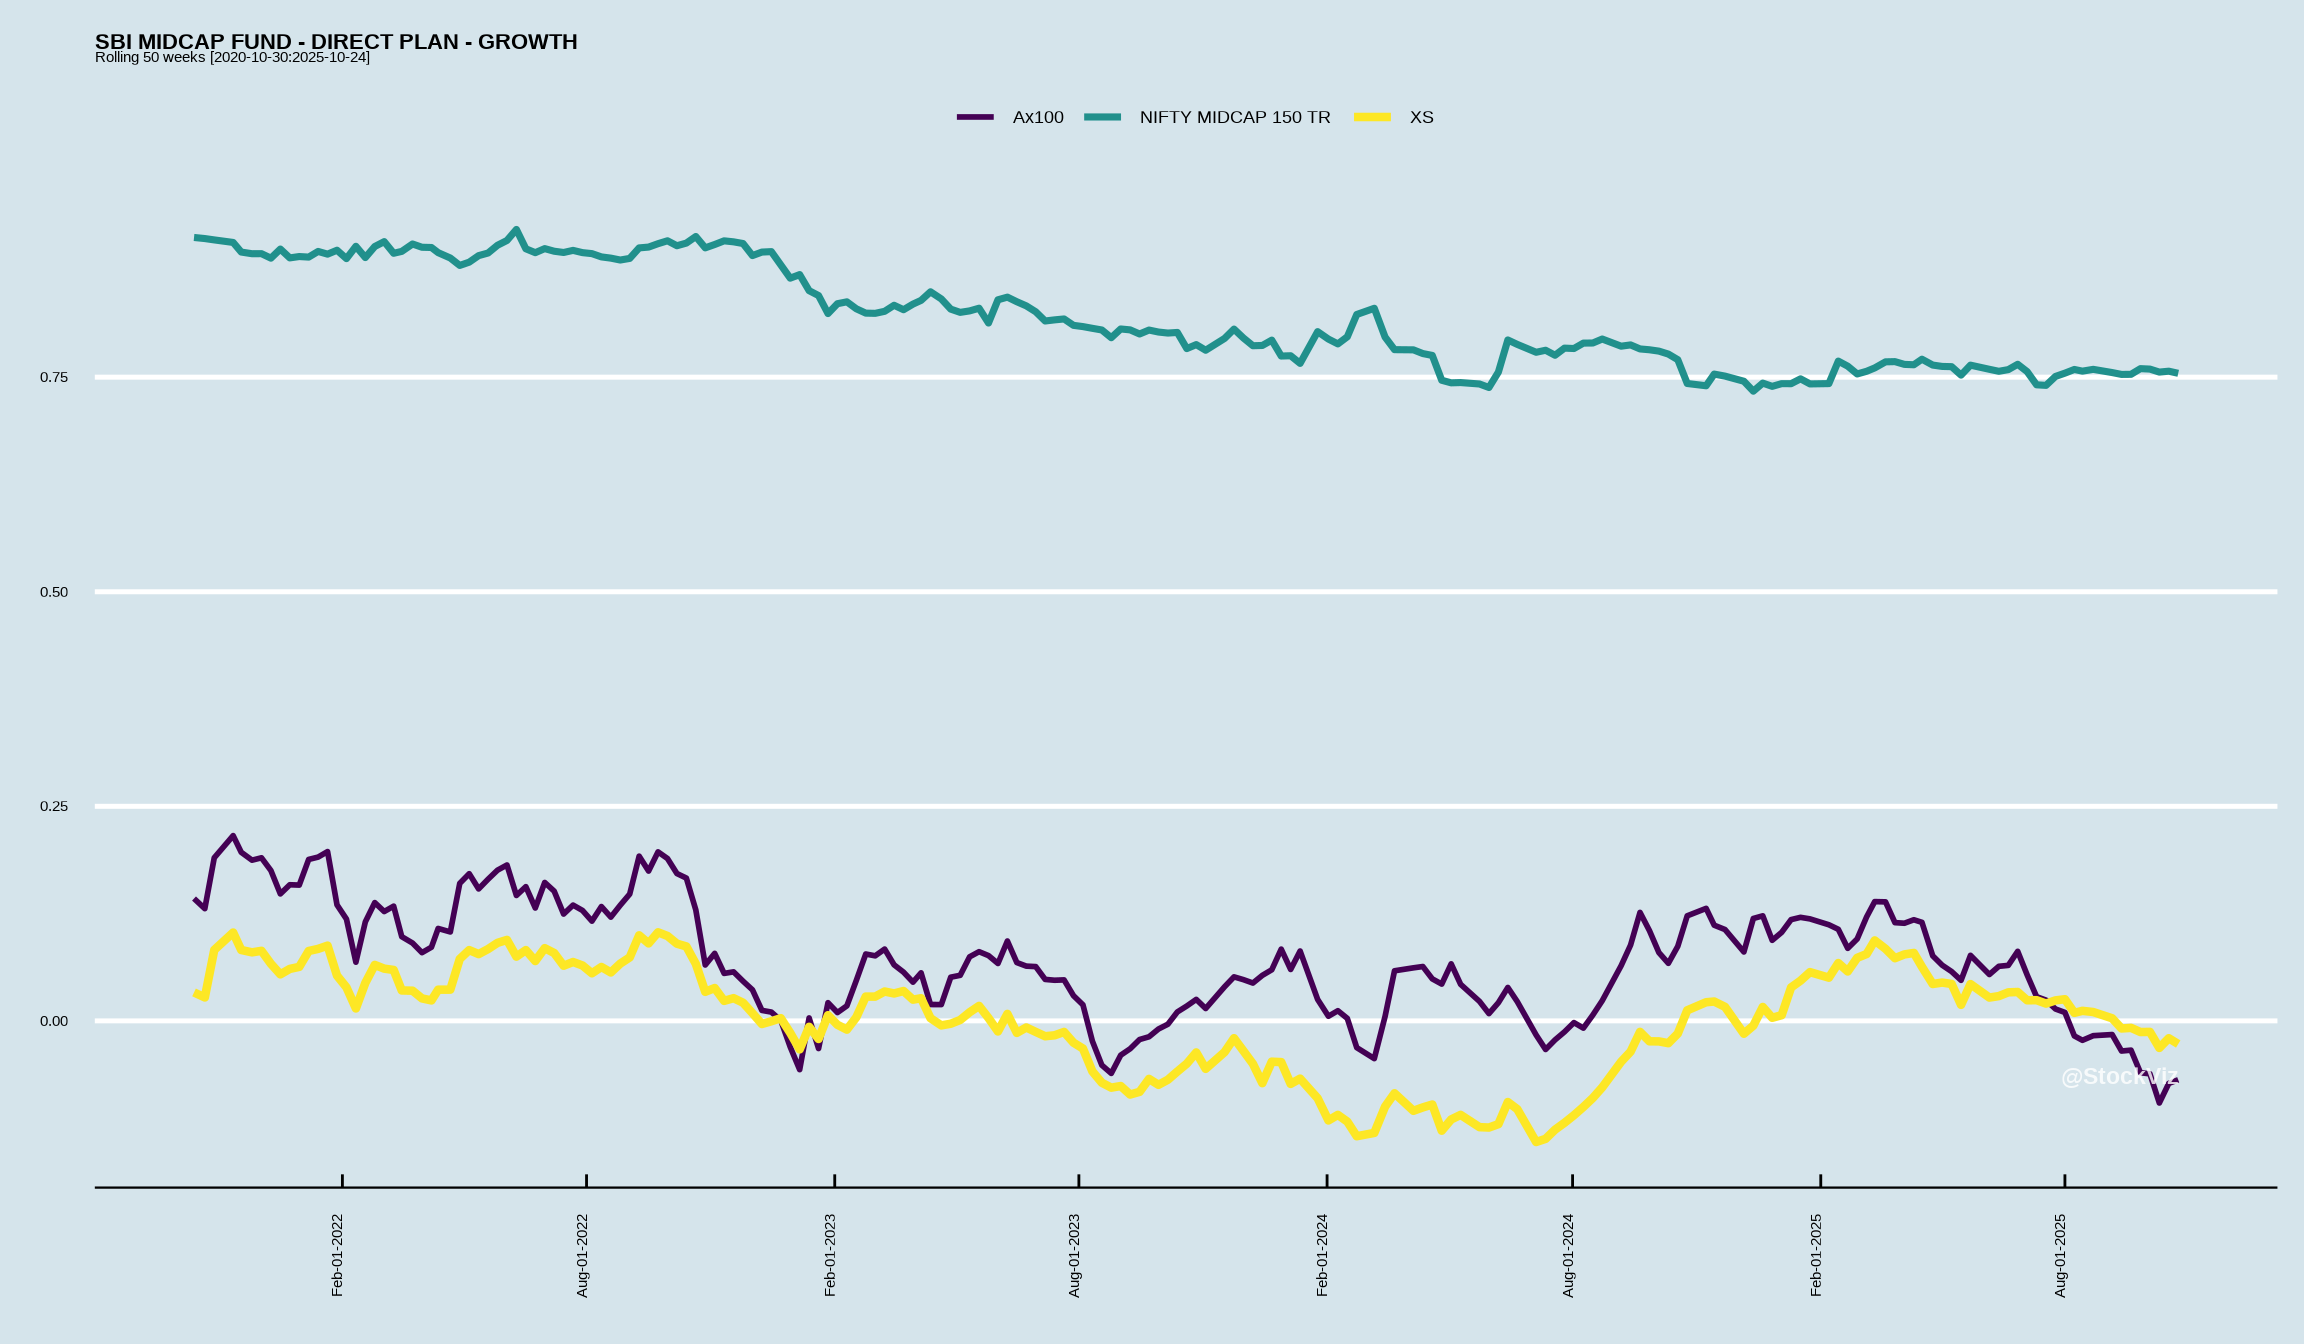 SBI MIDCAP FUND - DIRECT PLAN - GROWTH
Rolling 50 weeks [2020-10-30:2025-10-24]
Ax100 NIFTY MIDCAP 150 TR XS
0.75
0.50
0.25
0.00
@StockViz
Feb-01-2022 Aug-01-2022 Feb-01-2023 Aug-01-2023 Feb-01-2024 Aug-01-2024 Feb-01-2025 Aug-01-2025